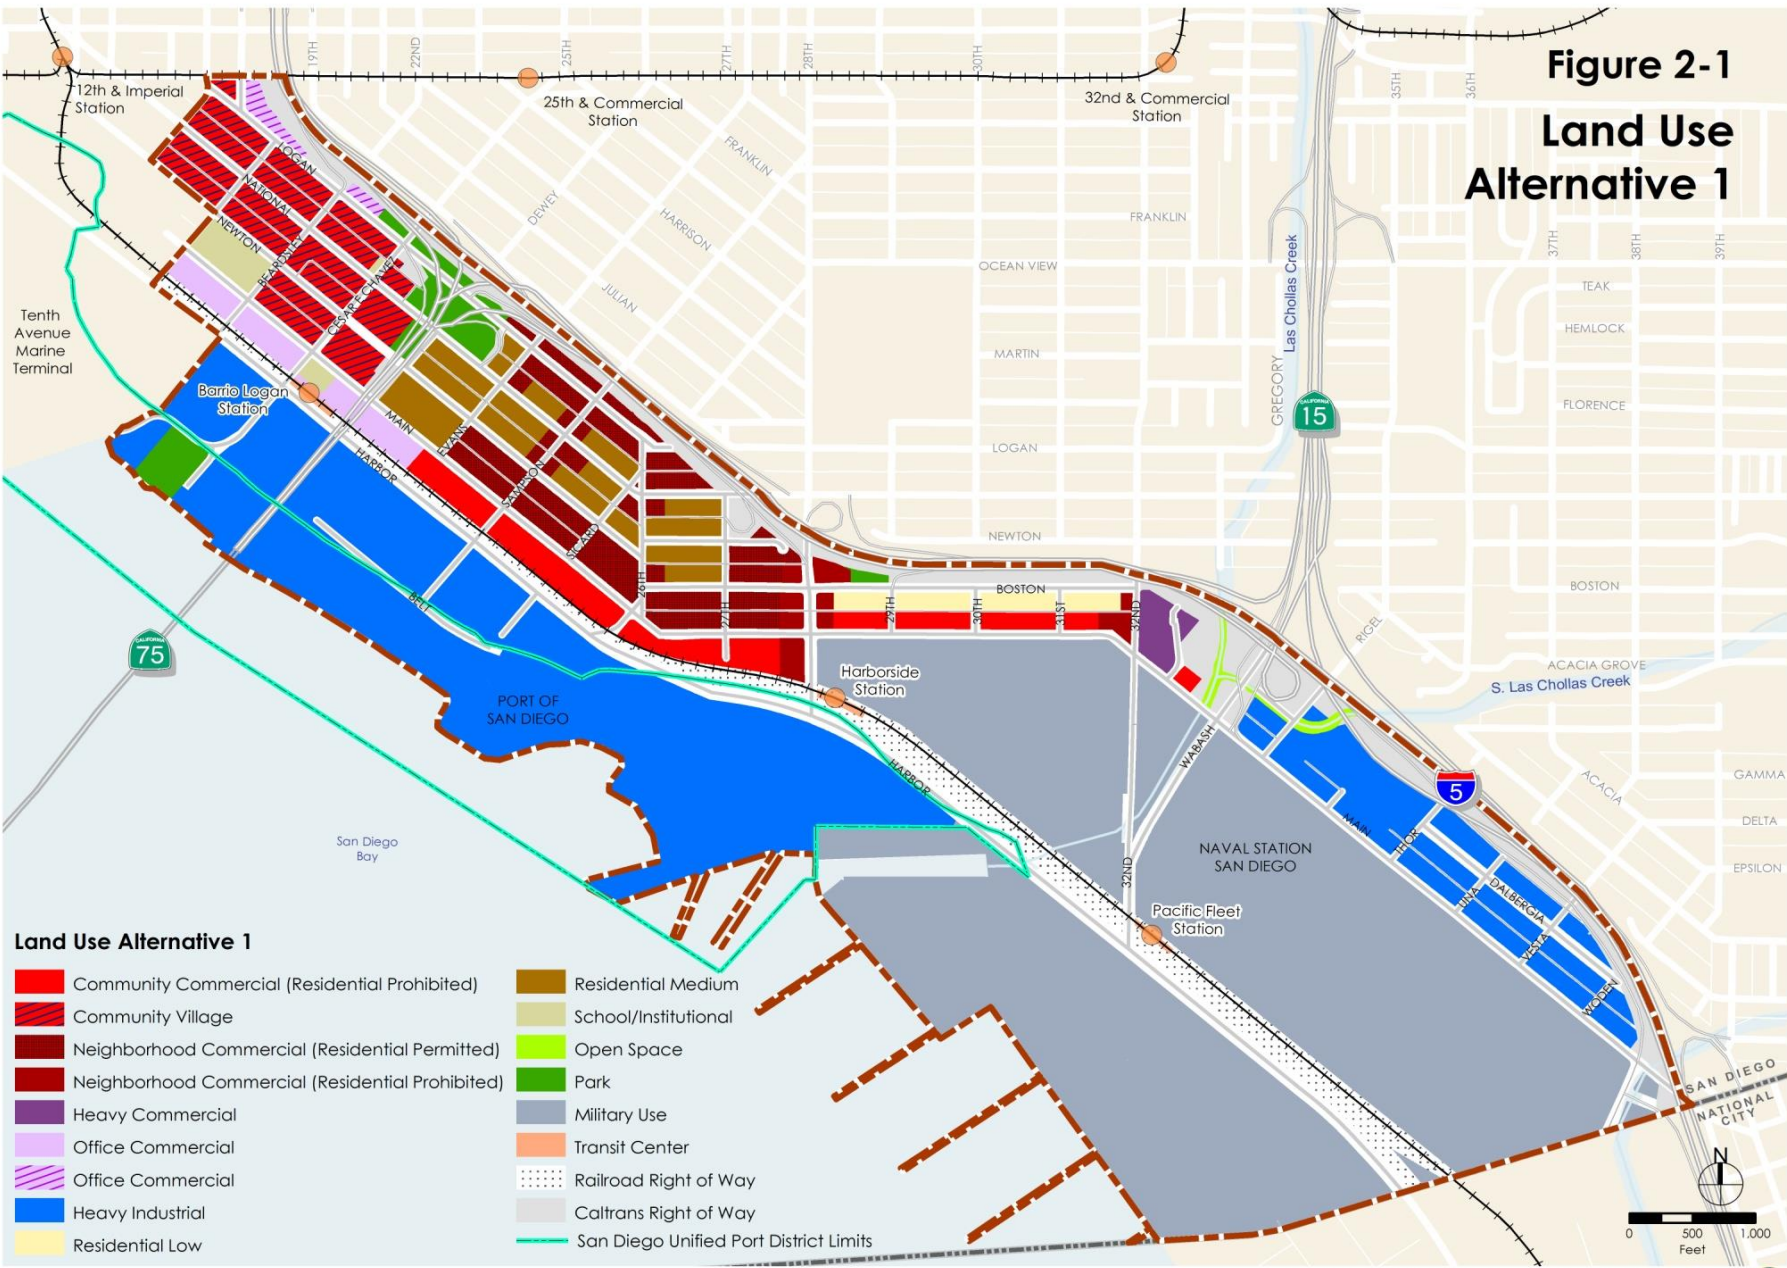 Figure 2-1
Land Use
Alternative 1
12th & Imperial
Station
25th & Commercial
Station
32nd & Commercial
Station
19TH
22ND
25TH
27TH
28TH
30TH
35TH
36TH
37TH
38TH
39TH
FRANKLIN
DEWEY
HARRISON
JULIAN
FRANKLIN
OCEAN VIEW
MARTIN
LOGAN
NEWTON
GREGORY
Las Chollas Creek
TEAK
HEMLOCK
FLORENCE
BOSTON
CALIFORNIA
15
RIGEL
ACACIA GROVE
S. Las Chollas Creek
ACACIA
GAMMA
DELTA
EPSILON
LOGAN
NATIONAL
NEWTON
BEARDSLEY
CESAR E CHAVEZ
Tenth
Avenue
Marine
Terminal
Barrio Logan
Station
MAIN
HARBOR
EVANS
SAMPSON
SICARD
26TH
27TH
BELT
BOSTON
29TH
30TH
31ST
32ND
CALIFORNIA
75
PORT OF
SAN DIEGO
Harborside
Station
HARBOR
WABASH
32ND
5
MAIN
THOR
UNA
DALBERGIA
VESTA
WODEN
NAVAL STATION
SAN DIEGO
Pacific Fleet
Station
San Diego
Bay
SAN DIEGO
NATIONAL
CITY
N
0 500 1,000
Feet
Land Use Alternative 1
Community Commercial (Residential Prohibited)
Community Village
Neighborhood Commercial (Residential Permitted)
Neighborhood Commercial (Residential Prohibited)
Heavy Commercial
Office Commercial
Office Commercial
Heavy Industrial
Residential Low
Residential Medium
School/Institutional
Open Space
Park
Military Use
Transit Center
Railroad Right of Way
Caltrans Right of Way
San Diego Unified Port District Limits